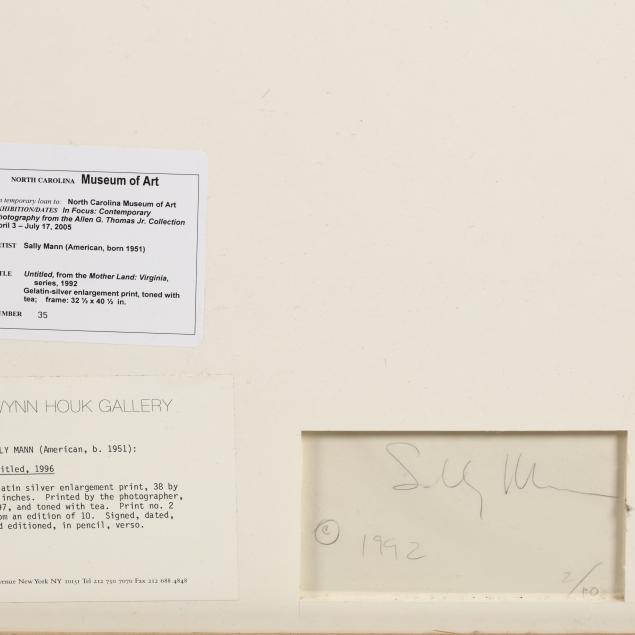 NORTH CAROLINA Museum of Art
temporary loan to: North Carolina Museum of Art
HIBITION/DATES In Focus: Contemporary
hotography from the Allen G. Thomas Jr. Collection
pril 3 – July 17, 2005
TIST Sally Mann (American, born 1951)
TLE Untitled, from the Mother Land: Virginia,
series, 1992
Gelatin-silver enlargement print, toned with
tea; frame: 32 ½ x 40 ½ in.
MBER 35
WYNN HOUK GALLERY
LY MANN (American, b. 1951):
itled, 1996
atin silver enlargement print, 38 by
inches. Printed by the photographer,
97, and toned with tea. Print no. 2
om an edition of 10. Signed, dated,
d editioned, in pencil, verso.
venue New York NY 10151 Tel 212 750 7070 Fax 212 688 4848
Sally Mann
© 1992
2/10